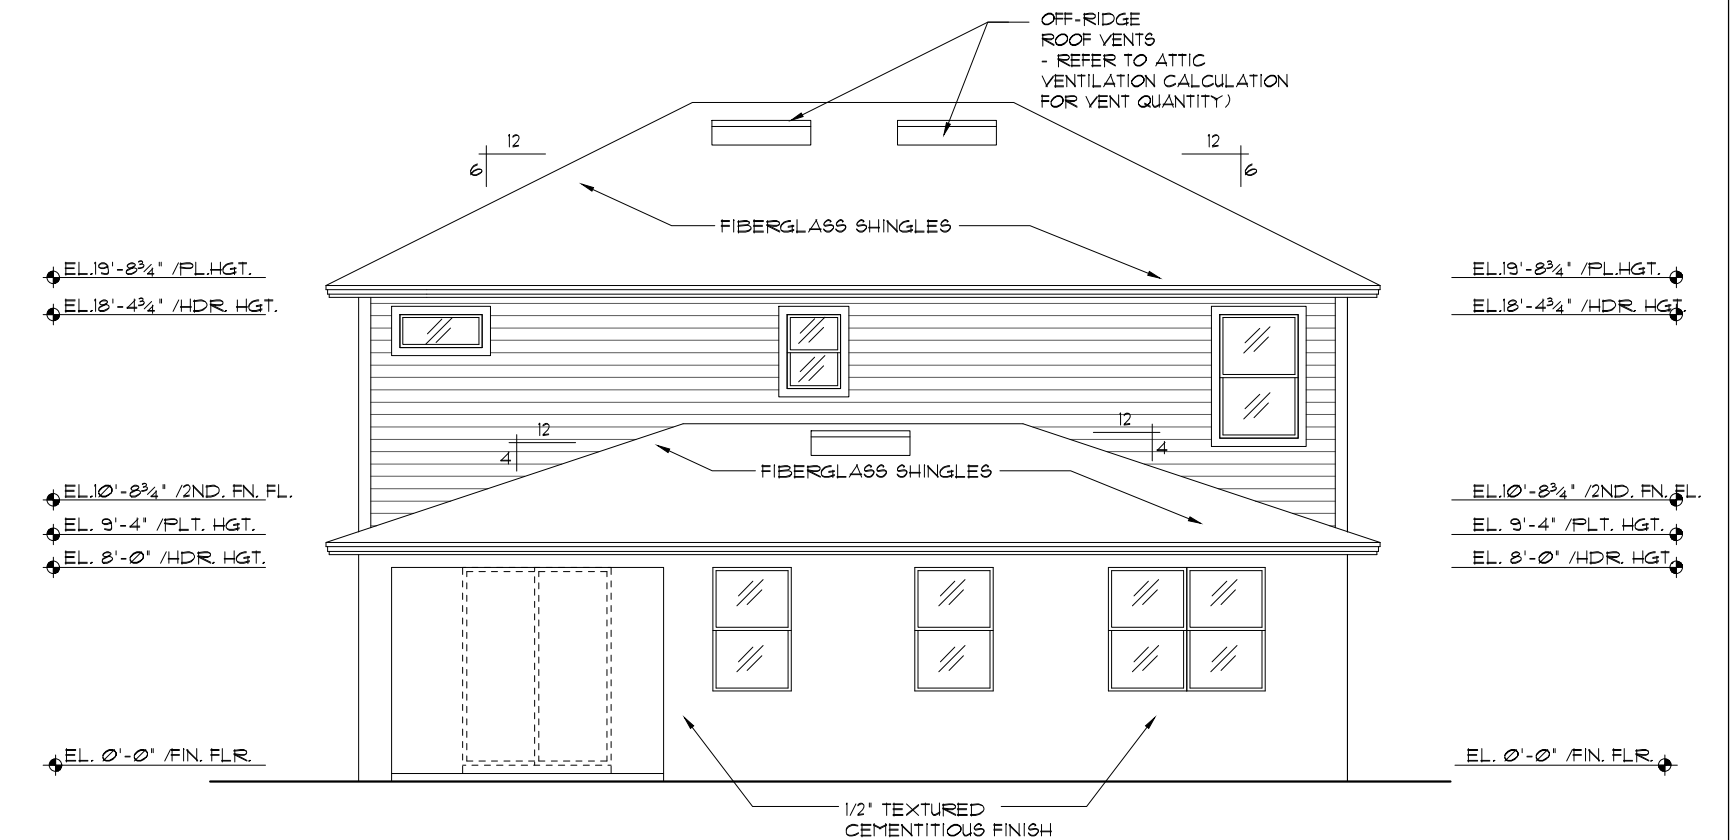 OFF-RIDGE
ROOF VENTS
- REFER TO ATTIC
VENTILATION CALCULATION
FOR VENT QUANTITY)
12
6
12
6
FIBERGLASS SHINGLES
EL.19'-8¾" /PL.HGT.
EL.19'-8¾" /PL.HGT.
EL.18'-4¾" /HDR. HGT.
EL.18'-4¾" /HDR. HGT.
12
4
12
4
FIBERGLASS SHINGLES
EL.10'-8¾" /2ND. FN. FL.
EL.10'-8¾" /2ND. FN. FL.
EL. 9'-4" /PLT. HGT.
EL. 9'-4" /PLT. HGT.
EL. 8'-0" /HDR. HGT.
EL. 8'-0" /HDR. HGT.
EL. 0'-0" /FIN. FLR.
EL. 0'-0" /FIN. FLR.
1/2" TEXTURED
CEMENTITIOUS FINISH